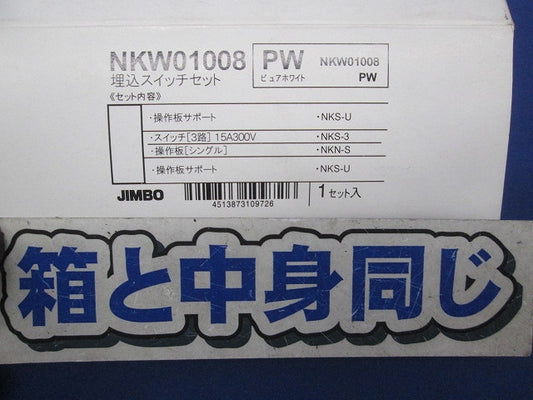 NKW01008
PW
ピュアホワイト
NKW01008
PW
埋込スイッチセット
《セット内容》
・操作板サポート ・NKS-U
・スイッチ[3路] 15A300V ・NKS-3
・操作板[シングル] ・NKN-S
・操作板サポート ・NKS-U
JIMBO
4513873109726
1セット入
箱と中身同じ